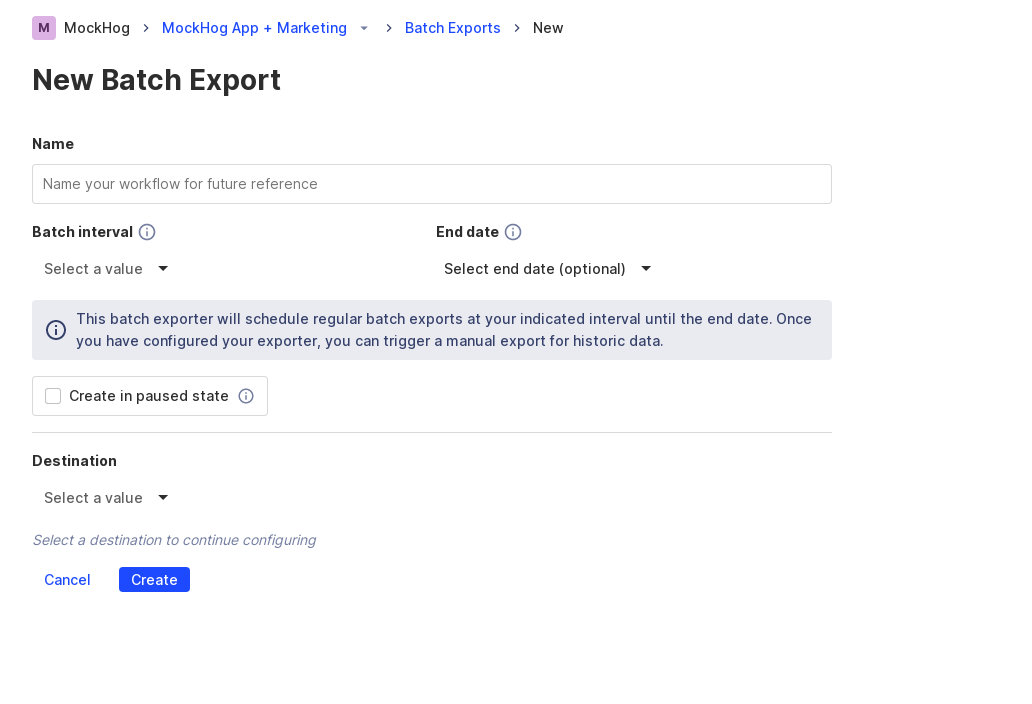 M MockHog MockHog App + Marketing Batch Exports New
New Batch Export
Name
Name your workflow for future reference
Batch interval End date
Select a value Select end date (optional)
This batch exporter will schedule regular batch exports at your indicated interval until the end date. Once
you have configured your exporter, you can trigger a manual export for historic data.
Create in paused state
Destination
Select a value
Select a destination to continue configuring
Cancel Create